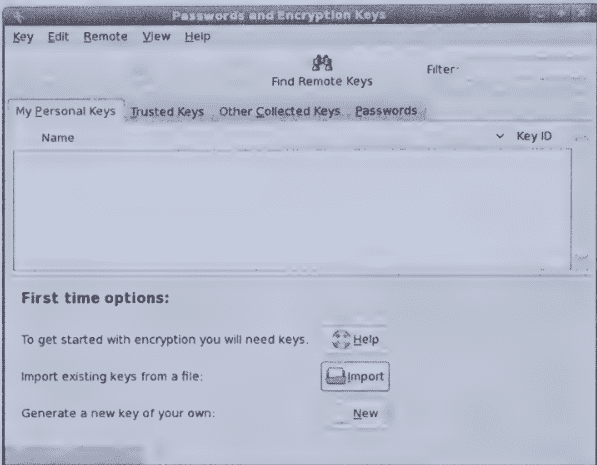 Passwords and Encryption Keys
Key Edit Remote View Help
Find Remote Keys
Filter:
My Personal Keys Trusted Keys Other Collected Keys Passwords
Name Key ID
First time options:
To get started with encryption you will need keys. Help
Import existing keys from a file: Import
Generate a new key of your own: New